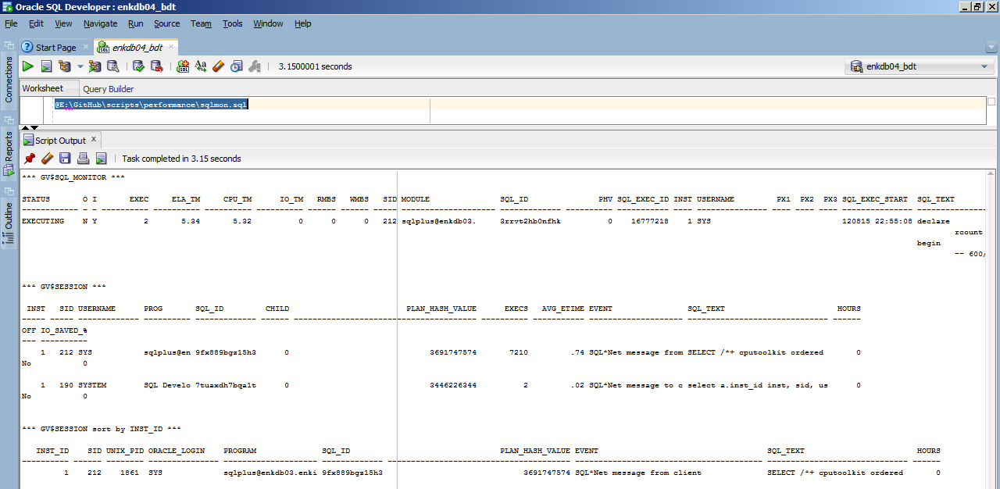 Oracle SQL Developer : enkdb04_bdt
File Edit View Navigate Run Source Team Tools Window Help
Start Page enkdb04_bdt
3.1500001 seconds enkdb04_bdt
Connections
Reports
Outline
Worksheet Query Builder
@E:\GitHub\scripts\performance\sqlmon.sql
Script Output
Task completed in 3.15 seconds
*** GV$SQL_MONITOR ***
STATUS O I EXEC ELA_TM CPU_TM IO_TM RMBS WMBS SID MODULE SQL_ID PHV SQL_EXEC_ID INST USERNAME PX1 PX2 PX3 SQL_EXEC_START SQL_TEXT
EXECUTING N Y 2 5.34 5.32 0 0 0 212 sqlplus@enkdb03. 3rrvt2hb0nfhk 0 16777218 1 SYS 120815 22:55:08 declare
rcount
begin
-- 600/
*** GV$SESSION ***
INST SID USERNAME PROG SQL_ID CHILD PLAN_HASH_VALUE EXECS AVG_ETIME EVENT SQL_TEXT HOURS
OFF IO_SAVED_%
1 212 SYS sqlplus@en 9fx889bgz15h3 0 3691747574 7210 .74 SQL*Net message from SELECT /*+ cputoolkit ordered 0
No 0
1 190 SYSTEM SQL Develo 7tuaxdh7bqa1t 0 3446226344 2 .02 SQL*Net message to c select a.inst_id inst, sid, us 0
No 0
*** GV$SESSION sort by INST_ID ***
INST_ID SID UNIX_PID ORACLE_LOGIN PROGRAM SQL_ID PLAN_HASH_VALUE EVENT SQL_TEXT HOURS
1 212 1861 SYS sqlplus@enkdb03.enki 9fx889bgz15h3 3691747574 SQL*Net message from client SELECT /*+ cputoolkit ordered 0